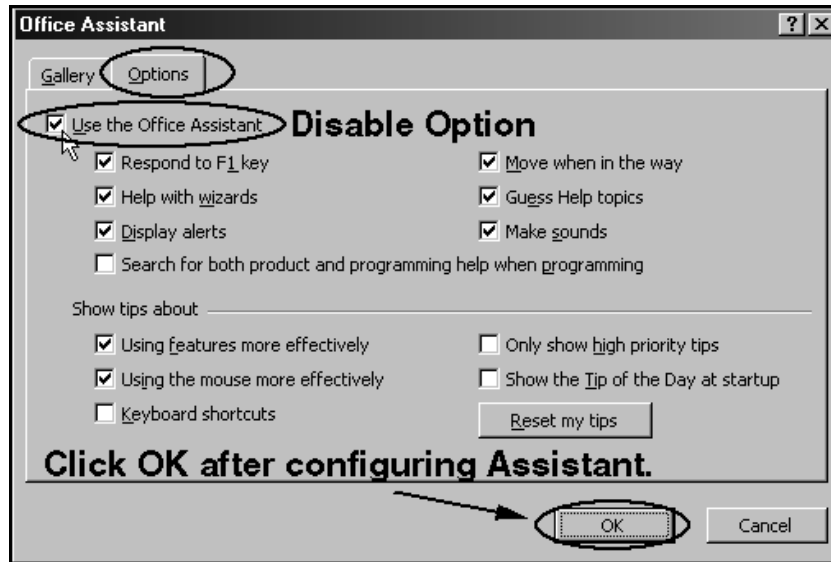 Office Assistant
Gallery Options
Use the Office Assistant Disable Option
Respond to F1 key Move when in the way
Help with wizards Guess Help topics
Display alerts Make sounds
Search for both product and programming help when programming
Show tips about
Using features more effectively Only show high priority tips
Using the mouse more effectively Show the Tip of the Day at startup
Keyboard shortcuts Reset my tips
Click OK after configuring Assistant.
OK Cancel